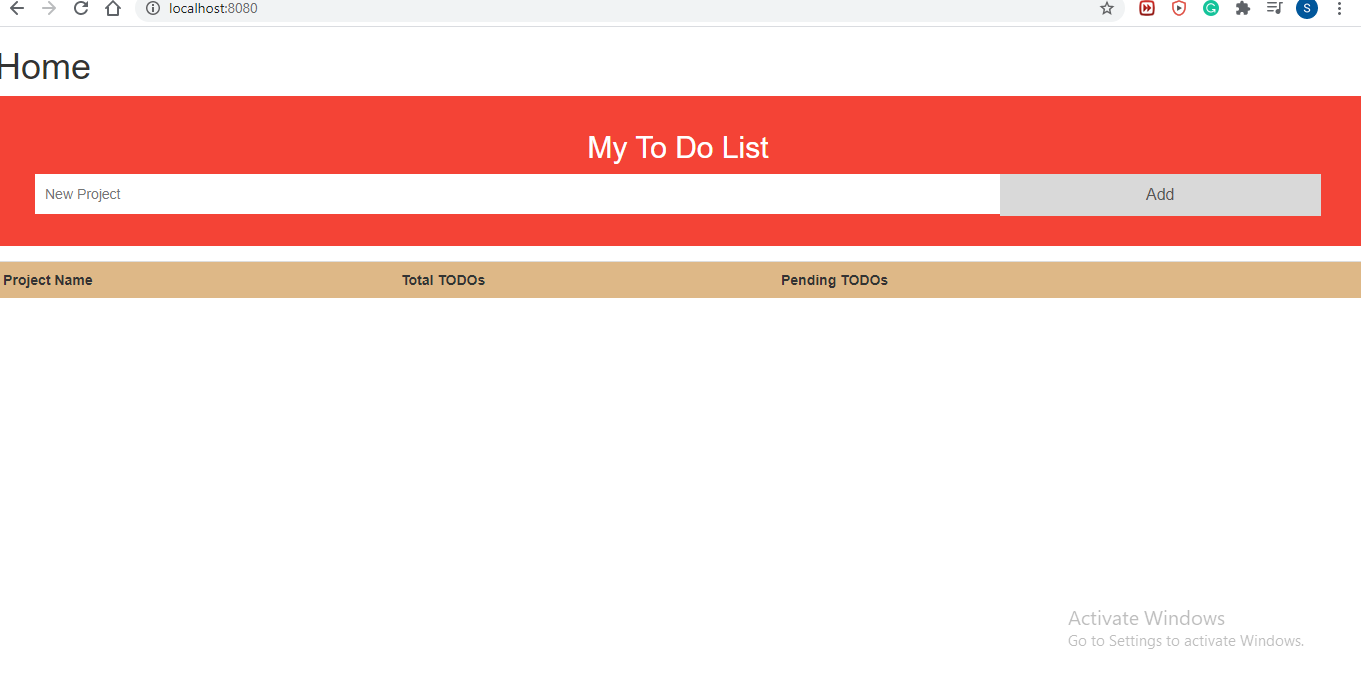 localhost:8080
S
Home
My To Do List
New Project Add
Project Name Total TODOs Pending TODOs
Activate Windows
Go to Settings to activate Windows.